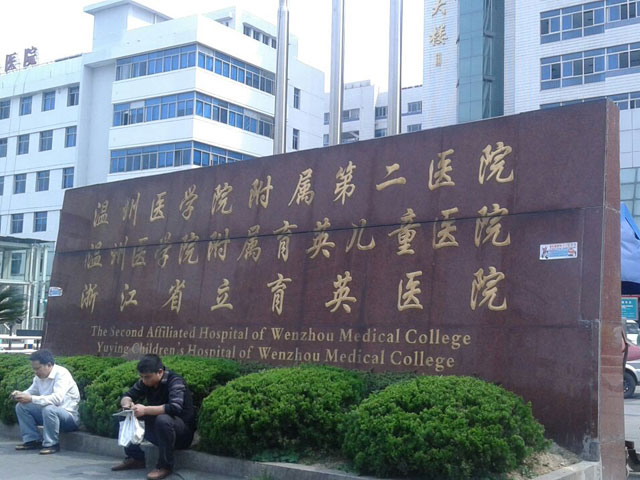 医院
大楼
温州医学院附属第二医院
温州医学院附属育英儿童医院
浙江省立育英医院
The Second Affiliated Hospital of Wenzhou Medical College
Yuying Children's Hospital of Wenzhou Medical College